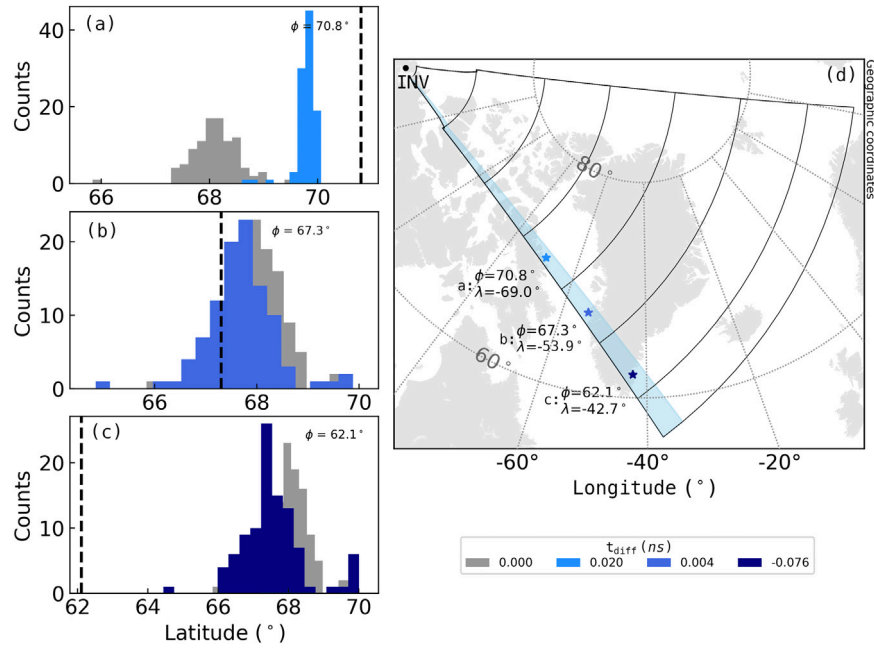 (a)
ϕ = 70.8°
Counts
40
20
0
66
68
70
(b)
ϕ = 67.3°
Counts
20
10
0
66
68
70
(c)
ϕ = 62.1°
Counts
20
10
0
62
64
66
68
70
Latitude (°)
(d)
INV
Geographic coordinates
80°
60°
a: ϕ=70.8°
λ=-69.0°
b: ϕ=67.3°
λ=-53.9°
c: ϕ=62.1°
λ=-42.7°
-60°
-40°
-20°
Longitude (°)
t_diff (ns)
0.000
0.020
0.004
-0.076